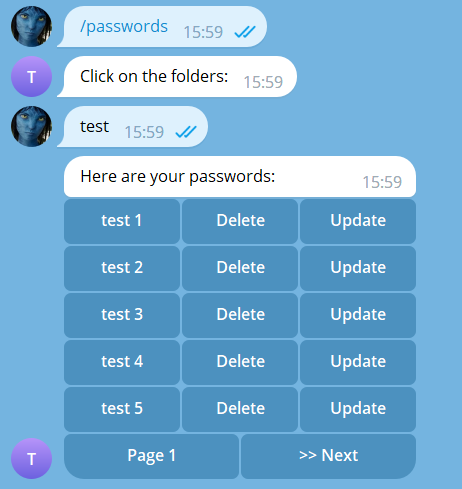 /passwords 15:59
T
Click on the folders: 15:59
test 15:59
Here are your passwords: 15:59
test 1 Delete Update
test 2 Delete Update
test 3 Delete Update
test 4 Delete Update
test 5 Delete Update
T
Page 1 >> Next